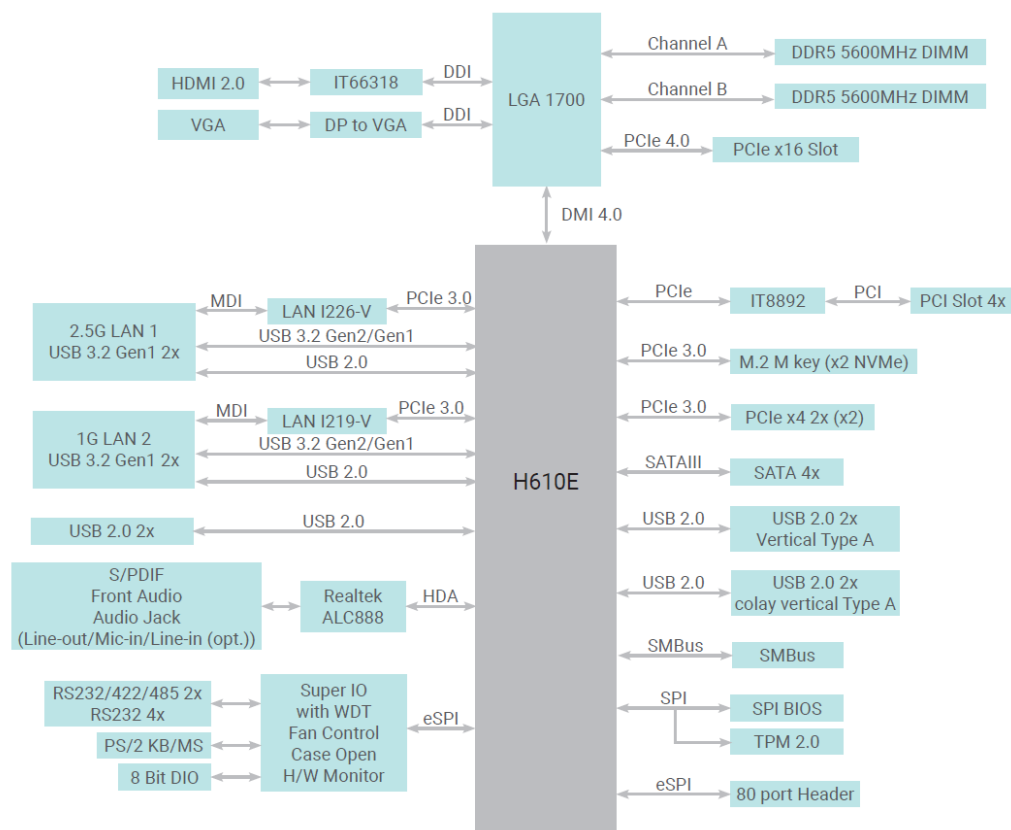 LGA 1700
Channel A
DDR5 5600MHz DIMM
Channel B
DDR5 5600MHz DIMM
PCIe 4.0
PCIe x16 Slot
HDMI 2.0
IT66318
DDI
VGA
DP to VGA
DDI
DMI 4.0
H610E
2.5G LAN 1
USB 3.2 Gen1 2x
MDI
LAN I226-V
PCIe 3.0
USB 3.2 Gen2/Gen1
USB 2.0
1G LAN 2
USB 3.2 Gen1 2x
MDI
LAN I219-V
PCIe 3.0
USB 3.2 Gen2/Gen1
USB 2.0
USB 2.0 2x
USB 2.0
S/PDIF
Front Audio
Audio Jack
(Line-out/Mic-in/Line-in (opt.))
Realtek
ALC888
HDA
RS232/422/485 2x
RS232 4x
PS/2 KB/MS
8 Bit DIO
Super IO
with WDT
Fan Control
Case Open
H/W Monitor
eSPI
PCIe
IT8892
PCI
PCI Slot 4x
PCIe 3.0
M.2 M key (x2 NVMe)
PCIe 3.0
PCIe x4 2x (x2)
SATAIII
SATA 4x
USB 2.0
USB 2.0 2x
Vertical Type A
USB 2.0
USB 2.0 2x
colay vertical Type A
SMBus
SMBus
SPI
SPI BIOS
TPM 2.0
eSPI
80 port Header